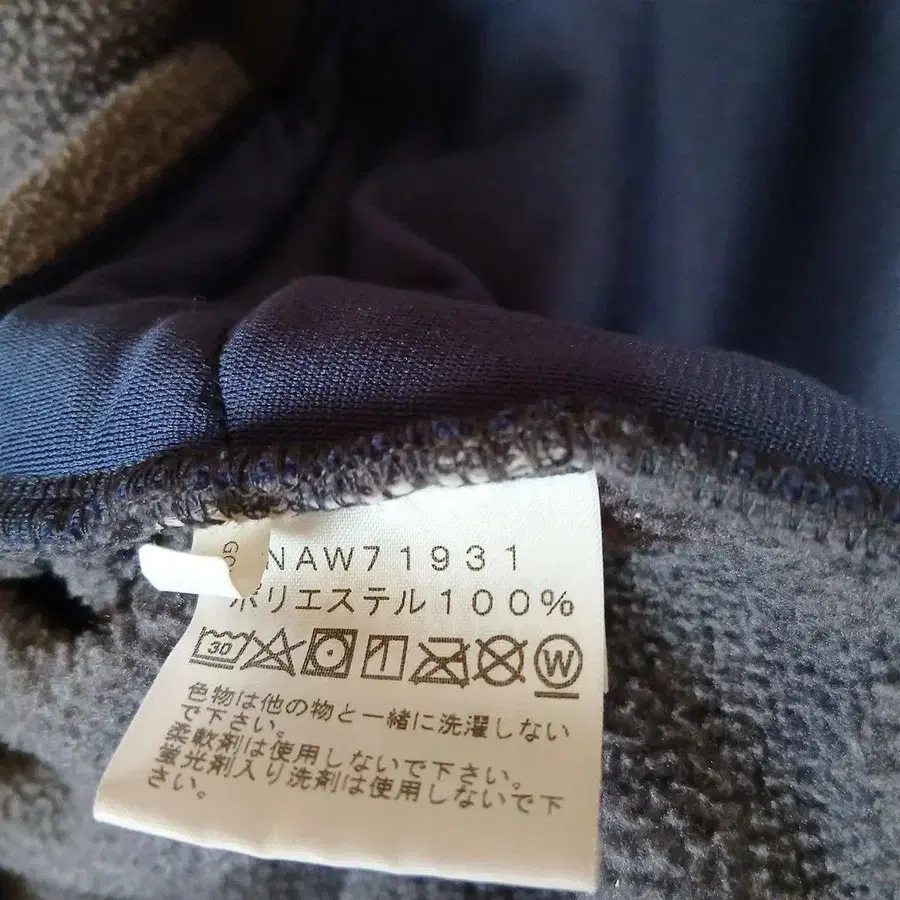 GO
NAW71931
ポリエステル100%
30
W
色物は他の物と一緒に洗濯しない
で下さい。
柔軟剤は使用しないで下さい。
蛍光剤入り洗剤は使用しないで下
さい。